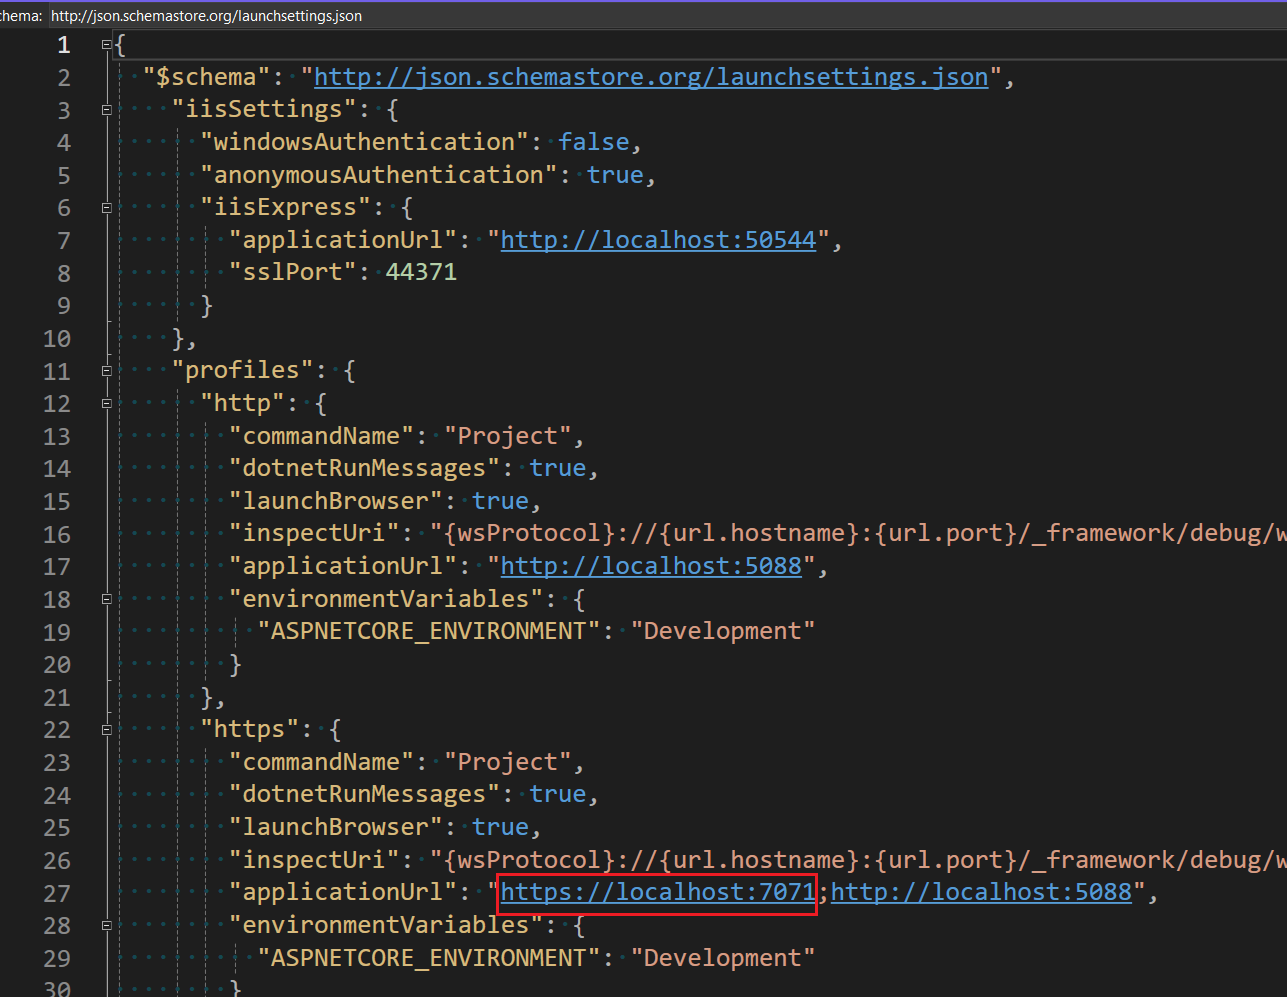 chema: http://json.schemastore.org/launchsettings.json
1 {
2 "$schema": "http://json.schemastore.org/launchsettings.json",
3 "iisSettings": {
4 "windowsAuthentication": false,
5 "anonymousAuthentication": true,
6 "iisExpress": {
7 "applicationUrl": "http://localhost:50544",
8 "sslPort": 44371
9 }
10 },
11 "profiles": {
12 "http": {
13 "commandName": "Project",
14 "dotnetRunMessages": true,
15 "launchBrowser": true,
16 "inspectUri": "{wsProtocol}://{url.hostname}:{url.port}/_framework/debug/w
17 "applicationUrl": "http://localhost:5088",
18 "environmentVariables": {
19 "ASPNETCORE_ENVIRONMENT": "Development"
20 }
21 },
22 "https": {
23 "commandName": "Project",
24 "dotnetRunMessages": true,
25 "launchBrowser": true,
26 "inspectUri": "{wsProtocol}://{url.hostname}:{url.port}/_framework/debug/w
27 "applicationUrl": "https://localhost:7071;http://localhost:5088",
28 "environmentVariables": {
29 "ASPNETCORE_ENVIRONMENT": "Development"
30 }